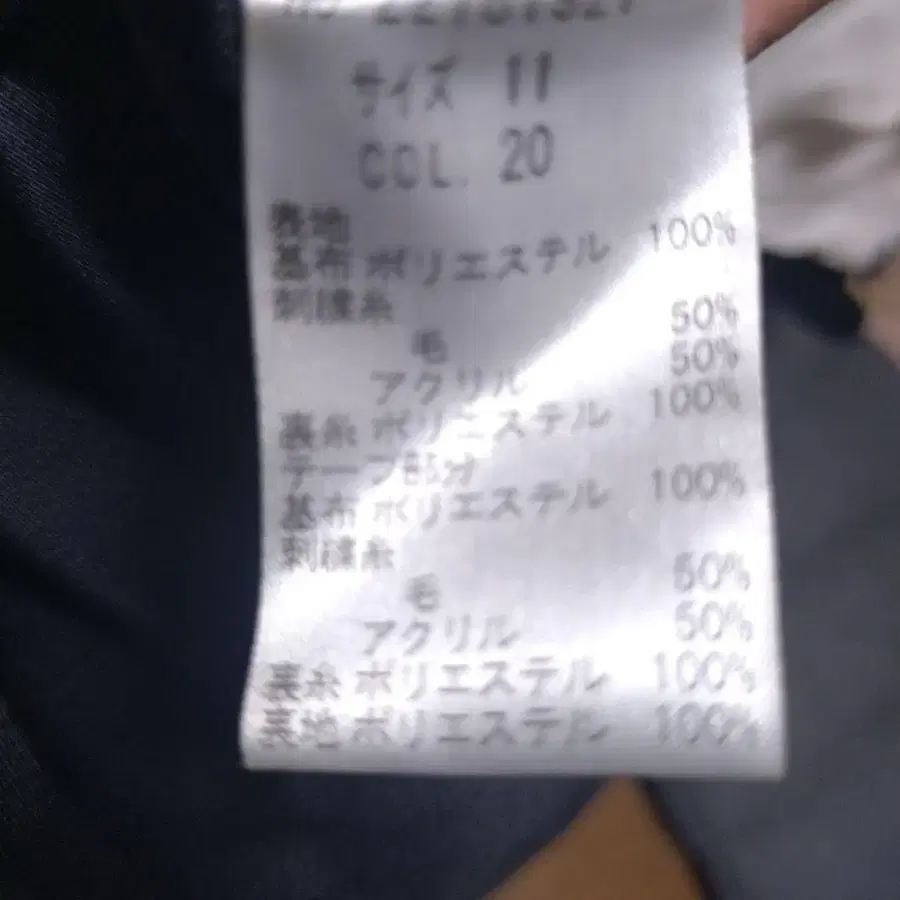 サイズ 11
COL. 20
表地
基布 ポリエステル 100%
刺繍糸
毛 50%
アクリル 50%
裏糸 ポリエステル 100%
テープ部分
基布 ポリエステル 100%
刺繍糸
毛 50%
アクリル 50%
裏糸 ポリエステル 100%
裏地 ポリエステル 100%